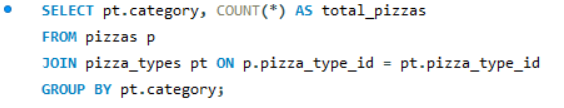 SELECT pt.category, COUNT(*) AS total_pizzas
FROM pizzas p
JOIN pizza_types pt ON p.pizza_type_id = pt.pizza_type_id
GROUP BY pt.category;